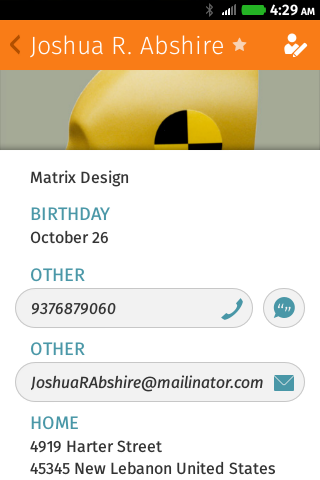 4:29 AM
Joshua R. Abshire
Matrix Design
BIRTHDAY
October 26
OTHER
9376879060
OTHER
JoshuaRAbshire@mailinator.com
HOME
4919 Harter Street
45345 New Lebanon United States